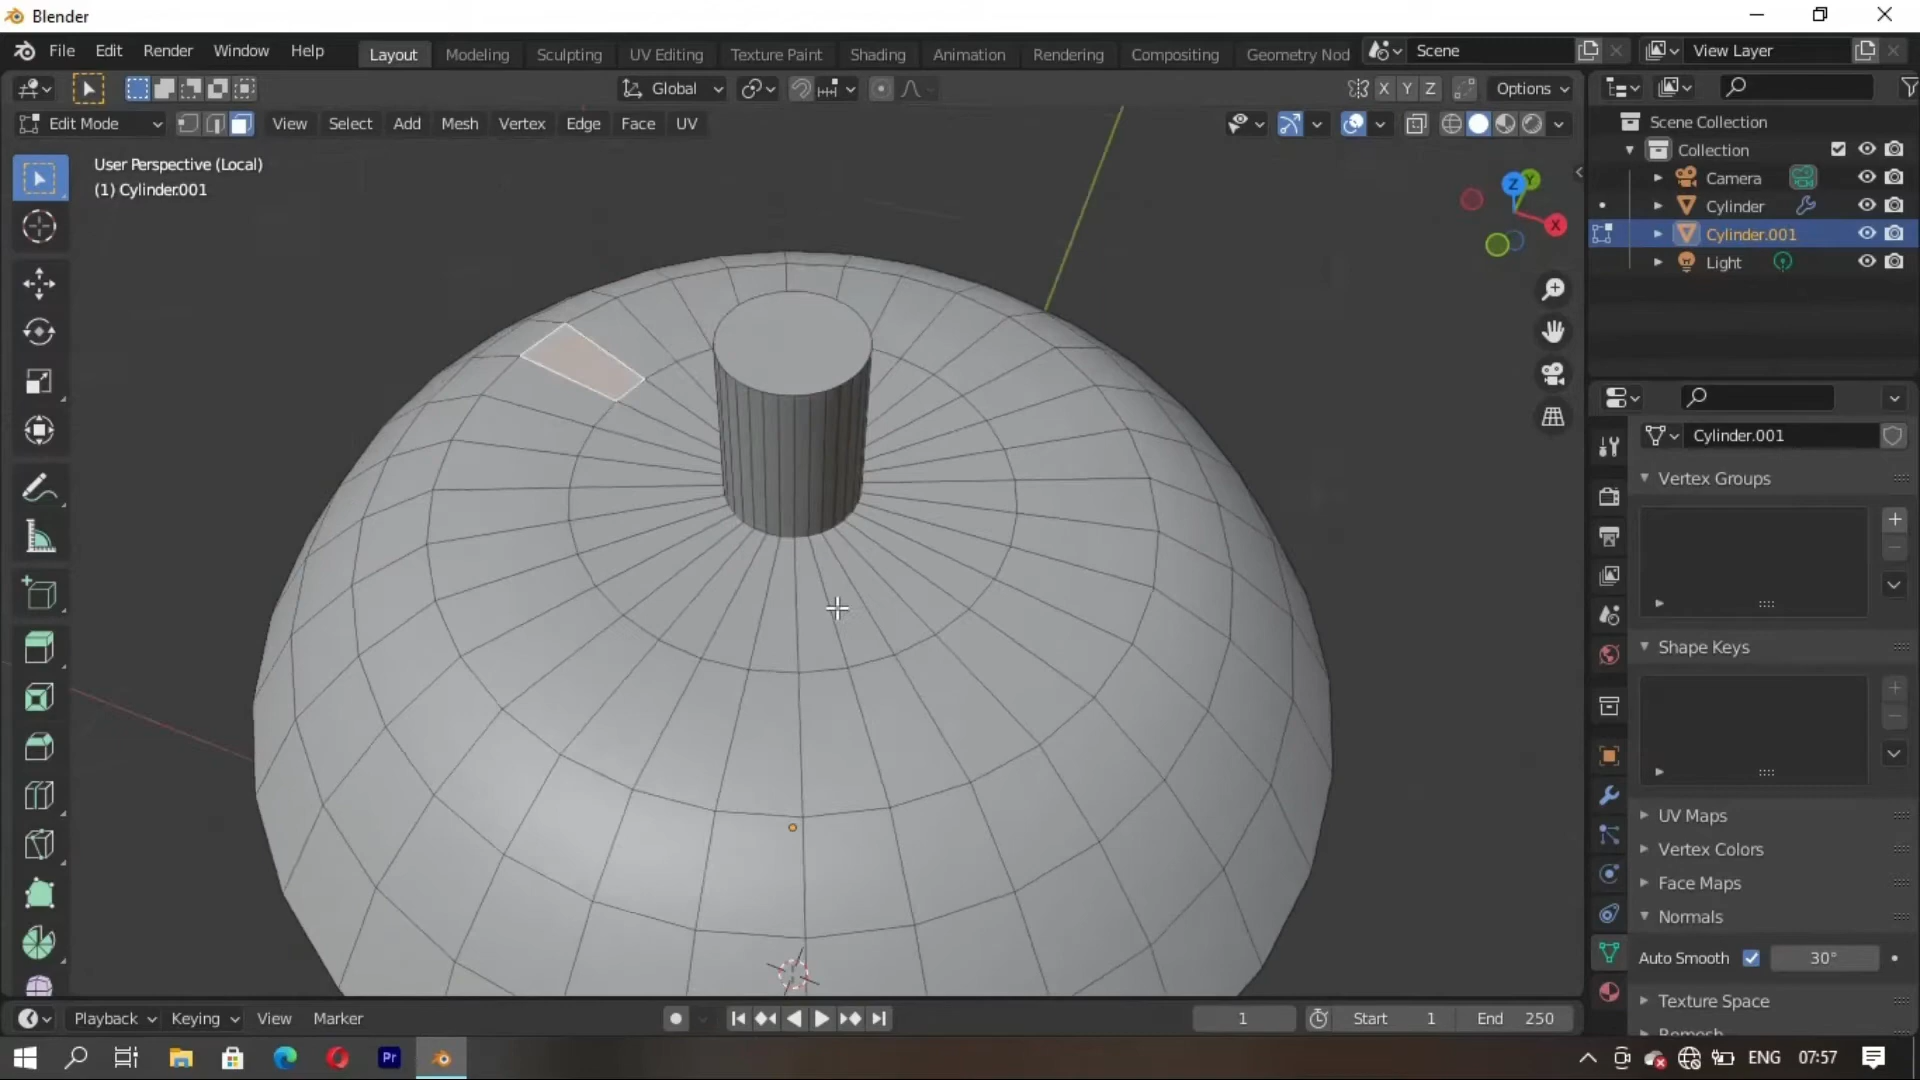 Blender
File Edit Render Window Help Layout Modeling Sculpting UV Editing Texture Paint Shading Animation Rendering Compositing Geometry Nod Scene View Layer
Global X Y Z Options
Edit Mode View Select Add Mesh Vertex Edge Face UV
User Perspective (Local)
(1) Cylinder.001
Z Y X
Scene Collection
Collection
Camera
Cylinder
Cylinder.001
Light
Cylinder.001
Vertex Groups
Shape Keys
UV Maps
Vertex Colors
Face Maps
Normals
Auto Smooth 30°
Texture Space
Remesh
Playback Keying View Marker 1 Start 1 End 250
Pr ENG 07:57